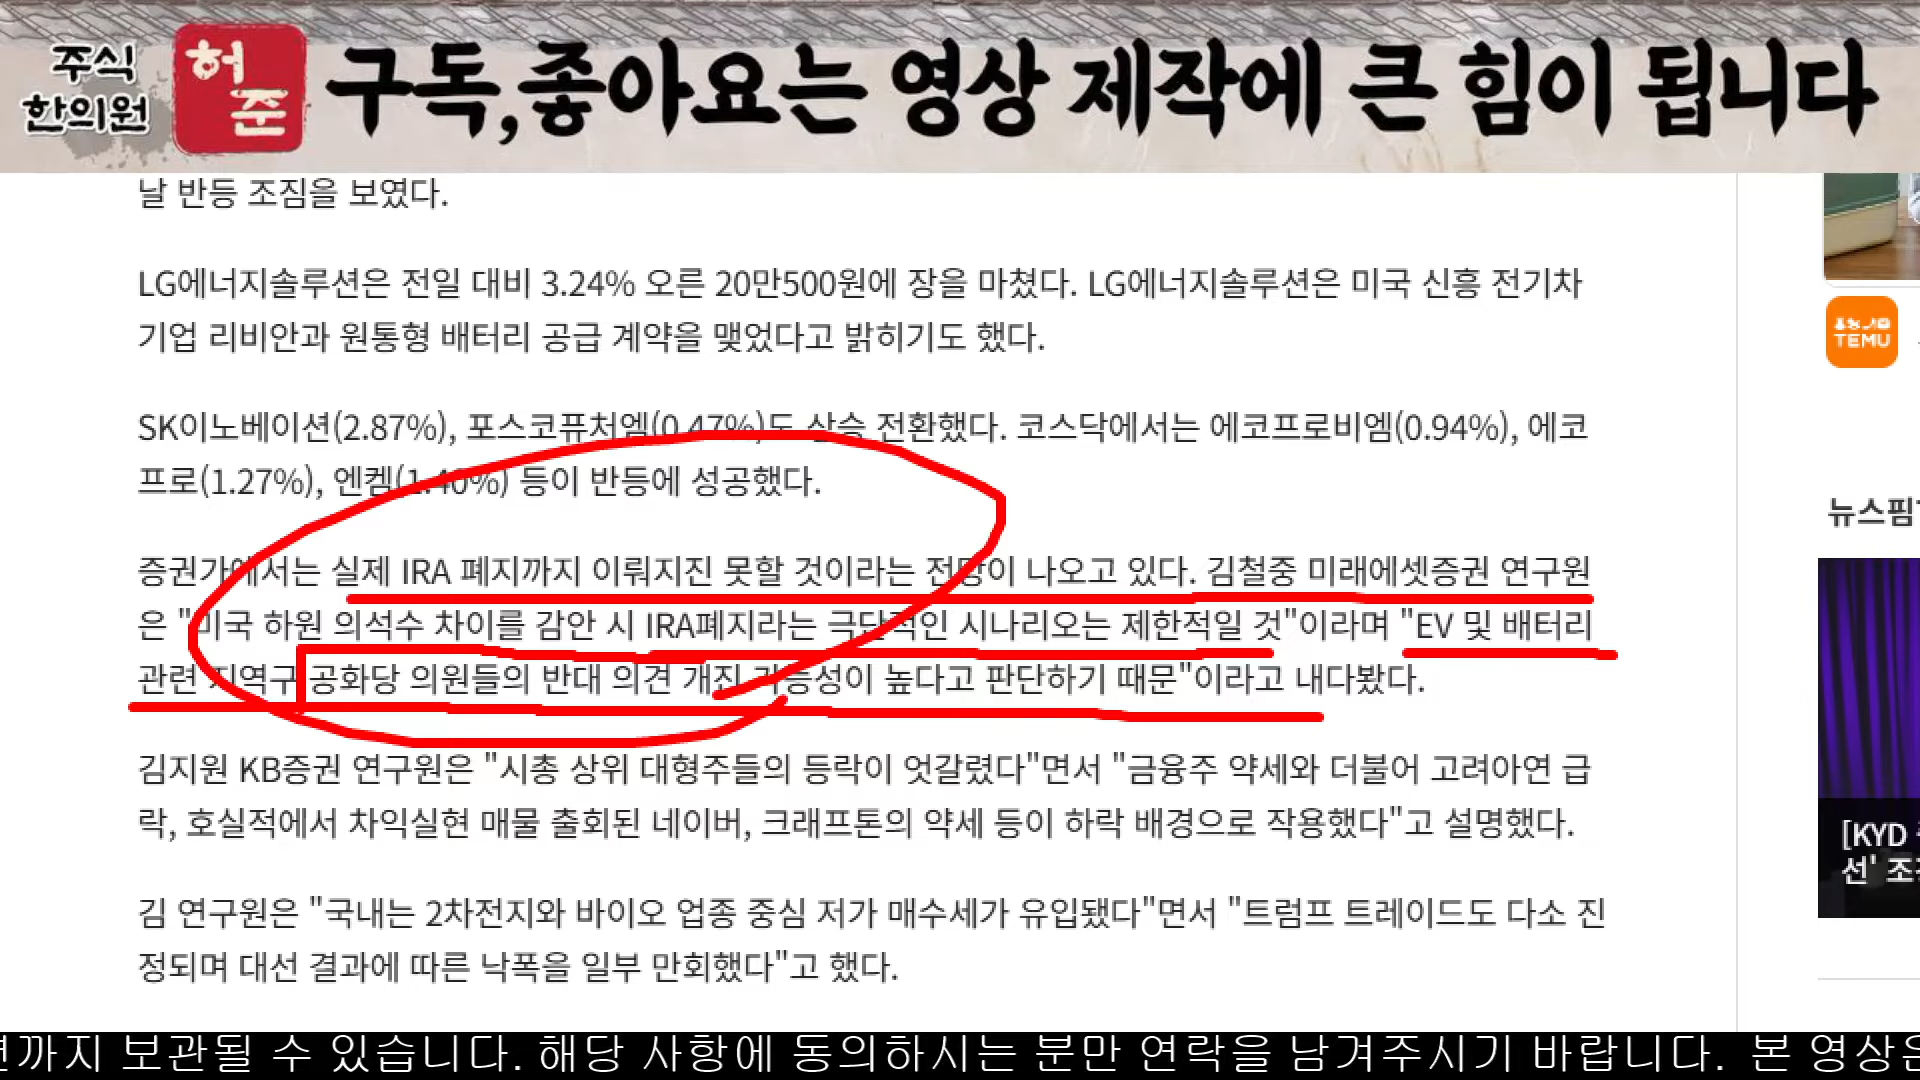 주식
한의원
허준
구독,좋아요는 영상 제작에 큰 힘이 됩니다
날 반등 조짐을 보였다.
LG에너지솔루션은 전일 대비 3.24% 오른 20만500원에 장을 마쳤다. LG에너지솔루션은 미국 신흥 전기차
기업 리비안과 원통형 배터리 공급 계약을 맺었다고 밝히기도 했다.
SK이노베이션(2.87%), 포스코퓨처엠(0.47%)도 상승 전환했다. 코스닥에서는 에코프로비엠(0.94%), 에코
프로(1.27%), 엔켐(1.40%) 등이 반등에 성공했다.
증권가에서는 실제 IRA 폐지까지 이뤄지진 못할 것이라는 전망이 나오고 있다. 김철중 미래에셋증권 연구원
은 "미국 하원 의석수 차이를 감안 시 IRA폐지라는 극단적인 시나리오는 제한적일 것"이라며 "EV 및 배터리
관련 지역구 공화당 의원들의 반대 의견 개진 가능성이 높다고 판단하기 때문"이라고 내다봤다.
김지원 KB증권 연구원은 "시총 상위 대형주들의 등락이 엇갈렸다"면서 "금융주 약세와 더불어 고려아연 급
락, 호실적에서 차익실현 매물 출회된 네이버, 크래프톤의 약세 등이 하락 배경으로 작용했다"고 설명했다.
김 연구원은 "국내는 2차전지와 바이오 업종 중심 저가 매수세가 유입됐다"면서 "트럼프 트레이드도 다소 진
정되며 대선 결과에 따른 낙폭을 일부 만회했다"고 했다.
TEMU
뉴스핌
[KYD
선' 조
까지 보관될 수 있습니다. 해당 사항에 동의하시는 분만 연락을 남겨주시기 바랍니다. 본 영상은